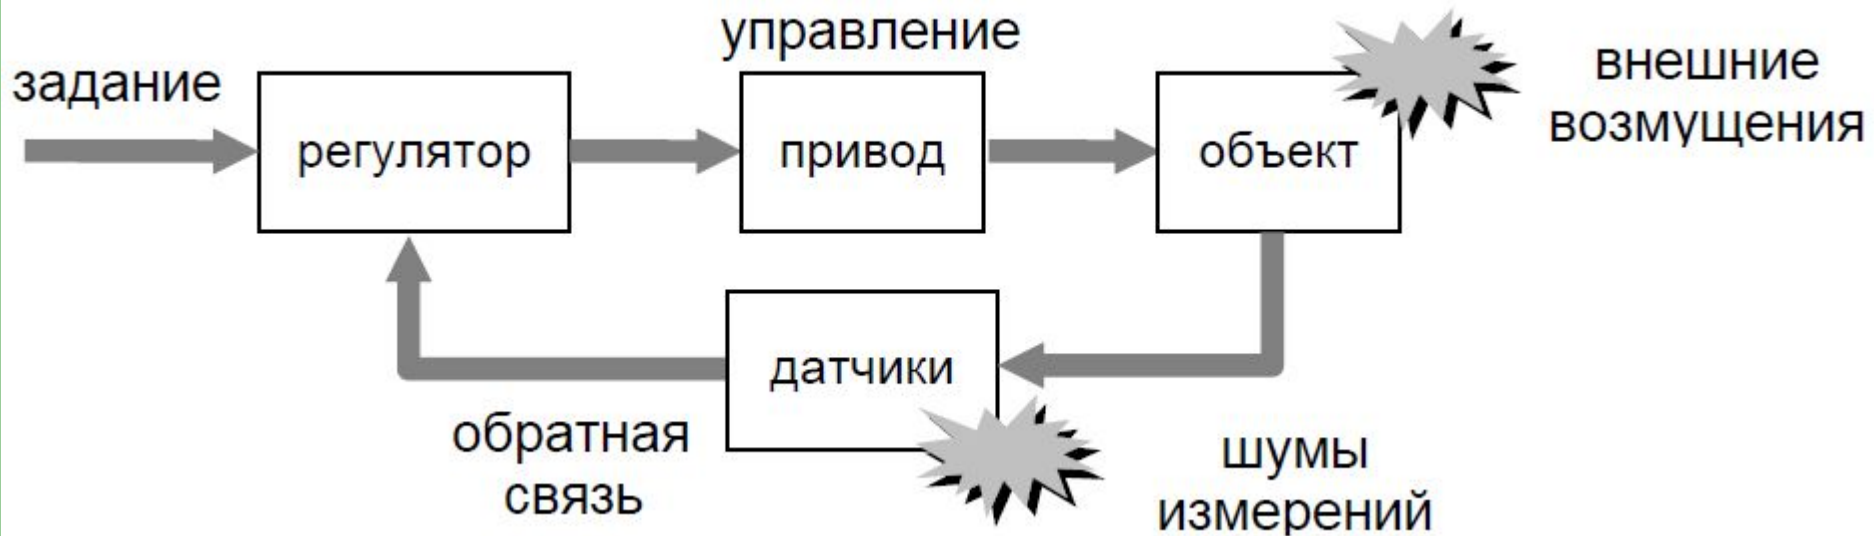 задание
регулятор
управление
привод
объект
внешние
возмущения
датчики
обратная
связь
шумы
измерений